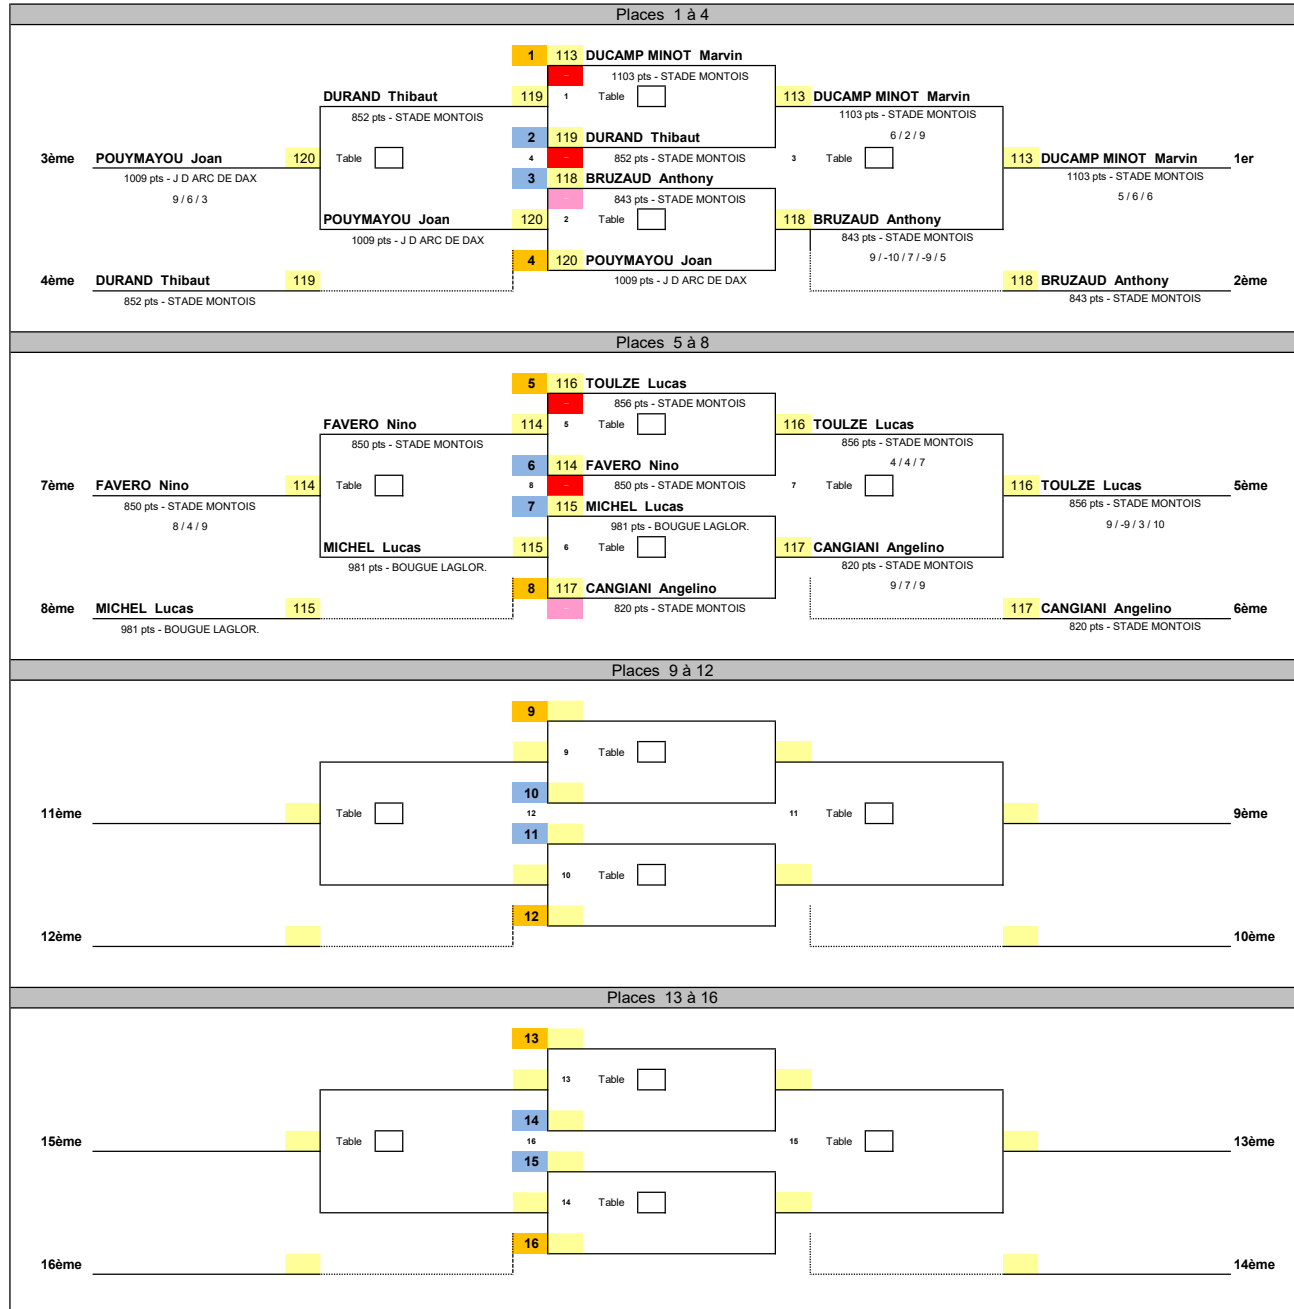 Places 1 à 4
1 113 DUCAMP MINOT Marvin
1103 pts - STADE MONTOIS
DURAND Thibaut 119 1 Table 113 DUCAMP MINOT Marvin
852 pts - STADE MONTOIS 1103 pts - STADE MONTOIS
2 119 DURAND Thibaut 6 / 2 / 9
3ème POUYMAYOU Joan 120 Table 4 852 pts - STADE MONTOIS 3 Table 113 DUCAMP MINOT Marvin 1er
1009 pts - J D ARC DE DAX 3 118 BRUZAUD Anthony 1103 pts - STADE MONTOIS
9 / 6 / 3 843 pts - STADE MONTOIS 5 / 6 / 6
POUYMAYOU Joan 120 2 Table 118 BRUZAUD Anthony
1009 pts - J D ARC DE DAX 843 pts - STADE MONTOIS
4 120 POUYMAYOU Joan 9 / -10 / 7 / -9 / 5
4ème DURAND Thibaut 119 1009 pts - J D ARC DE DAX 118 BRUZAUD Anthony 2ème
852 pts - STADE MONTOIS 843 pts - STADE MONTOIS
Places 5 à 8
5 116 TOULZE Lucas
856 pts - STADE MONTOIS
FAVERO Nino 114 5 Table 116 TOULZE Lucas
850 pts - STADE MONTOIS 856 pts - STADE MONTOIS
6 114 FAVERO Nino 4 / 4 / 7
7ème FAVERO Nino 114 Table 8 850 pts - STADE MONTOIS 7 Table 116 TOULZE Lucas 5ème
850 pts - STADE MONTOIS 7 115 MICHEL Lucas 856 pts - STADE MONTOIS
8 / 4 / 9 981 pts - BOUGUE LAGLOR. 9 / -9 / 3 / 10
MICHEL Lucas 115 6 Table 117 CANGIANI Angelino
981 pts - BOUGUE LAGLOR. 820 pts - STADE MONTOIS
8 117 CANGIANI Angelino 9 / 7 / 9
8ème MICHEL Lucas 115 820 pts - STADE MONTOIS 117 CANGIANI Angelino 6ème
981 pts - BOUGUE LAGLOR. 820 pts - STADE MONTOIS
Places 9 à 12
9
9 Table
10
11ème Table 12 11 Table 9ème
11
10 Table
12
12ème 10ème
Places 13 à 16
13
13 Table
14
15ème Table 16 15 Table 13ème
15
14 Table
16
16ème 14ème